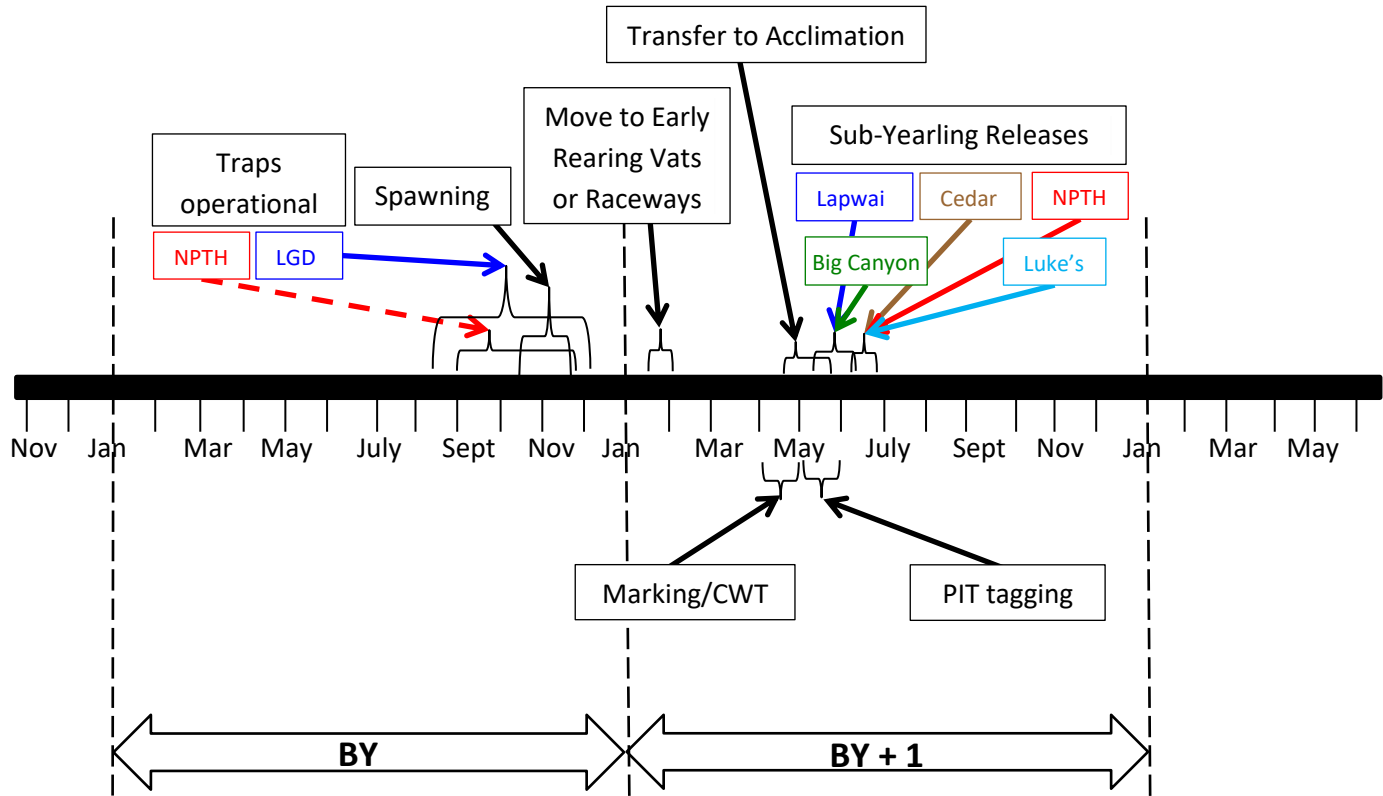 Transfer to Acclimation
Move to Early
Rearing Vats
or Raceways
Sub-Yearling Releases
Traps
operational
Spawning
Lapwai
Cedar
NPTH
NPTH
LGD
Big Canyon
Luke's
Nov Jan Mar May July Sept Nov Jan Mar May July Sept Nov Jan Mar May
Marking/CWT
PIT tagging
BY
BY + 1